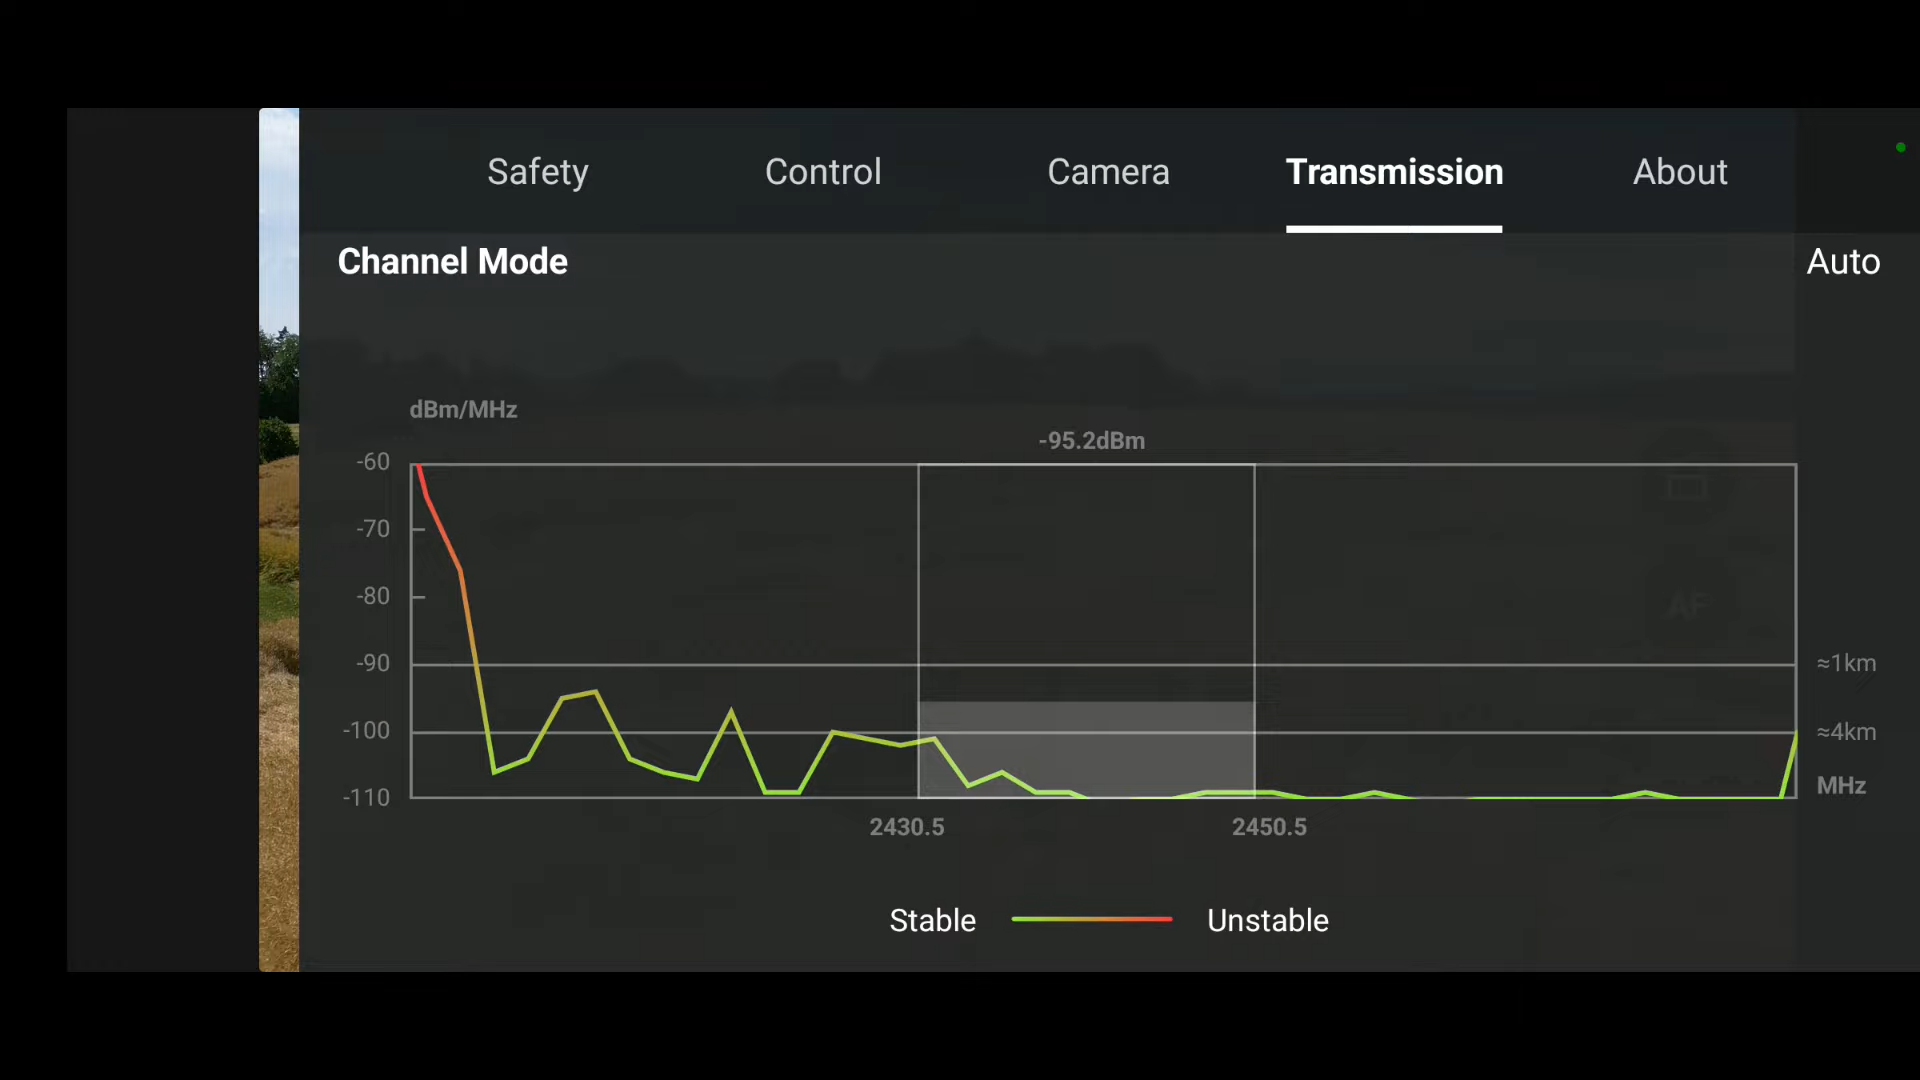 Safety Control Camera Transmission About
Channel Mode Auto
dBm/MHz
-95.2dBm
-60
-70
-80
-90 ≈1km
-100 ≈4km
-110 MHz
2430.5 2450.5
Stable Unstable
AF